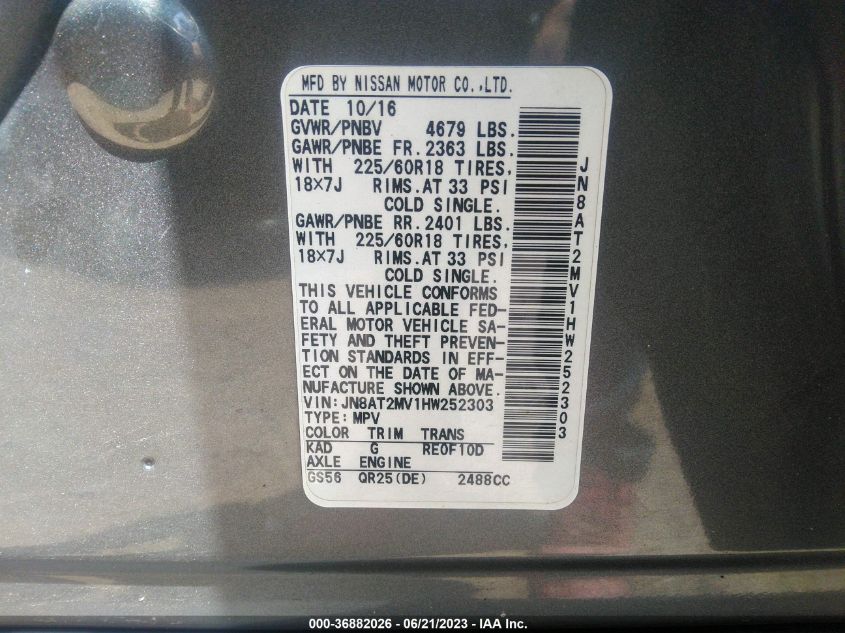 MFD BY NISSAN MOTOR CO.,LTD.
DATE 10/16
GVWR/PNBV 4679 LBS.
GAWR/PNBE FR. 2363 LBS.
WITH 225/60R18 TIRES,
18X7J RIMS.AT 33 PSI
COLD SINGLE.
GAWR/PNBE RR. 2401 LBS.
WITH 225/60R18 TIRES,
18X7J RIMS.AT 33 PSI
COLD SINGLE.
THIS VEHICLE CONFORMS
TO ALL APPLICABLE FED-
ERAL MOTOR VEHICLE SA-
FETY AND THEFT PREVEN-
TION STANDARDS IN EFF-
ECT ON THE DATE OF MA-
NUFACTURE SHOWN ABOVE.
VIN: JN8AT2MV1HW252303
TYPE: MPV
COLOR TRIM TRANS
KAD G RE0F10D
AXLE ENGINE
GS56 QR25(DE) 2488CC
JN8AT2MV1HW252303
000-36882026 - 06/21/2023 - © IAA Inc.